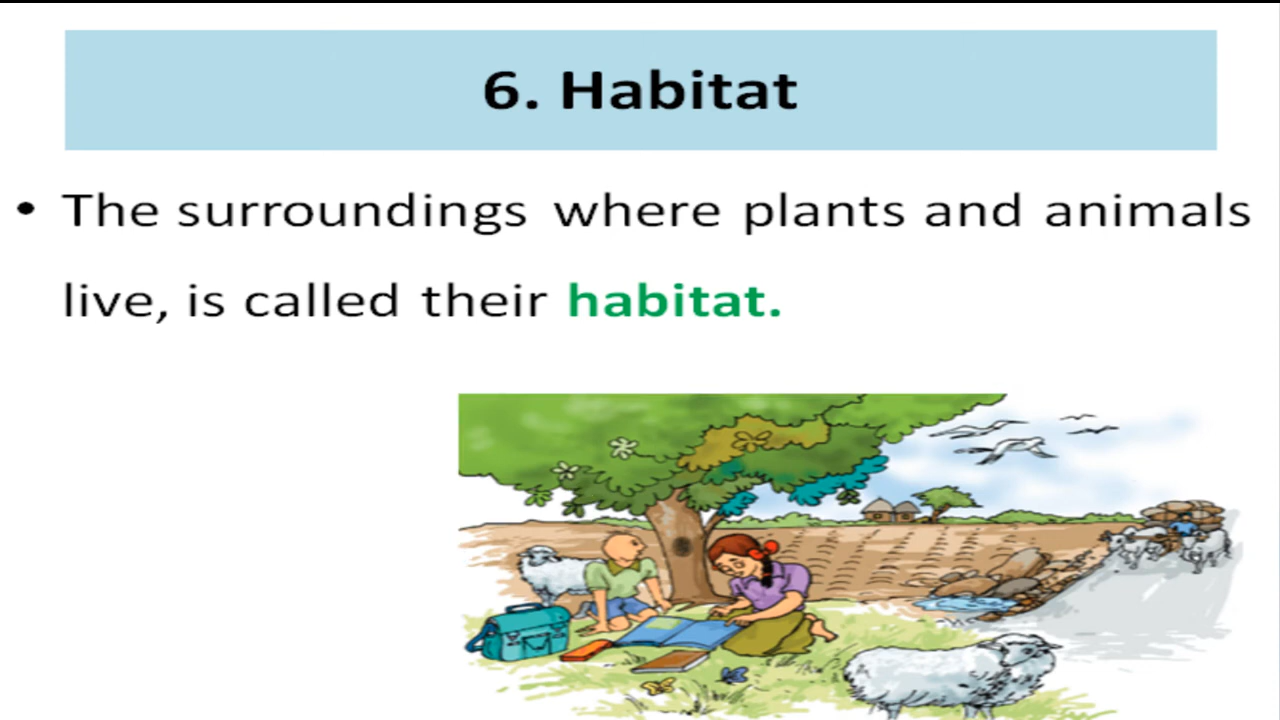 6. Habitat
• The surroundings where plants and animals
live, is called their habitat.